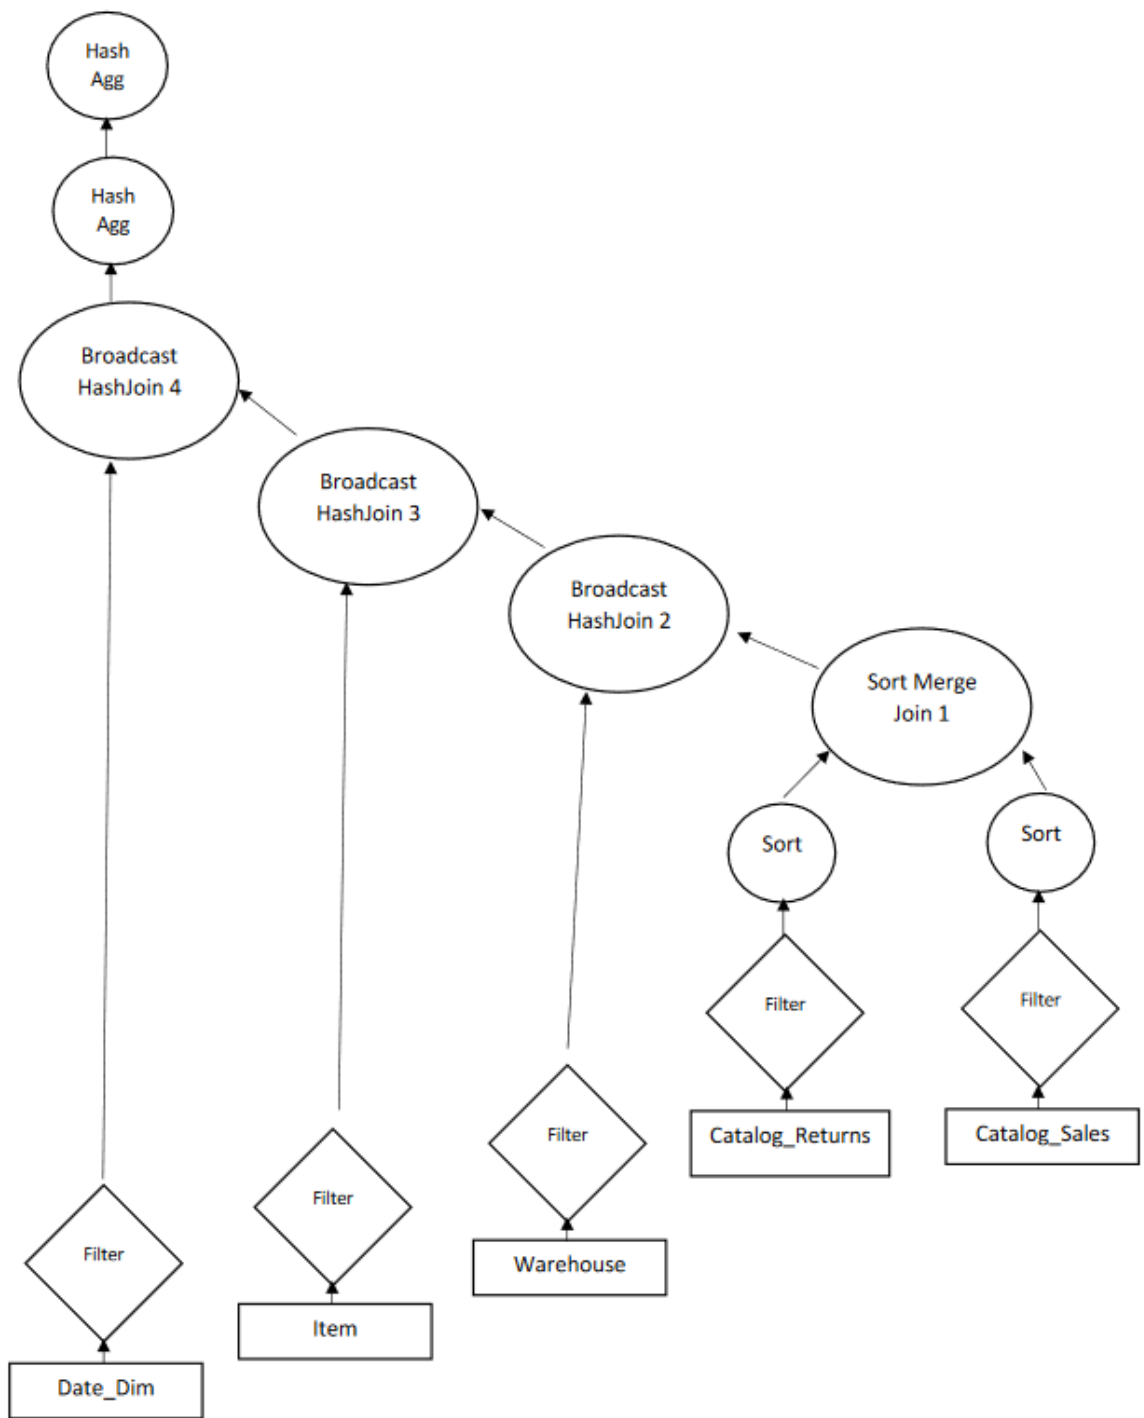 Hash
Agg
Hash
Agg
Broadcast
HashJoin 4
Broadcast
HashJoin 3
Broadcast
HashJoin 2
Sort Merge
Join 1
Sort
Sort
Filter
Filter
Catalog_Returns
Catalog_Sales
Filter
Warehouse
Filter
Item
Filter
Date_Dim